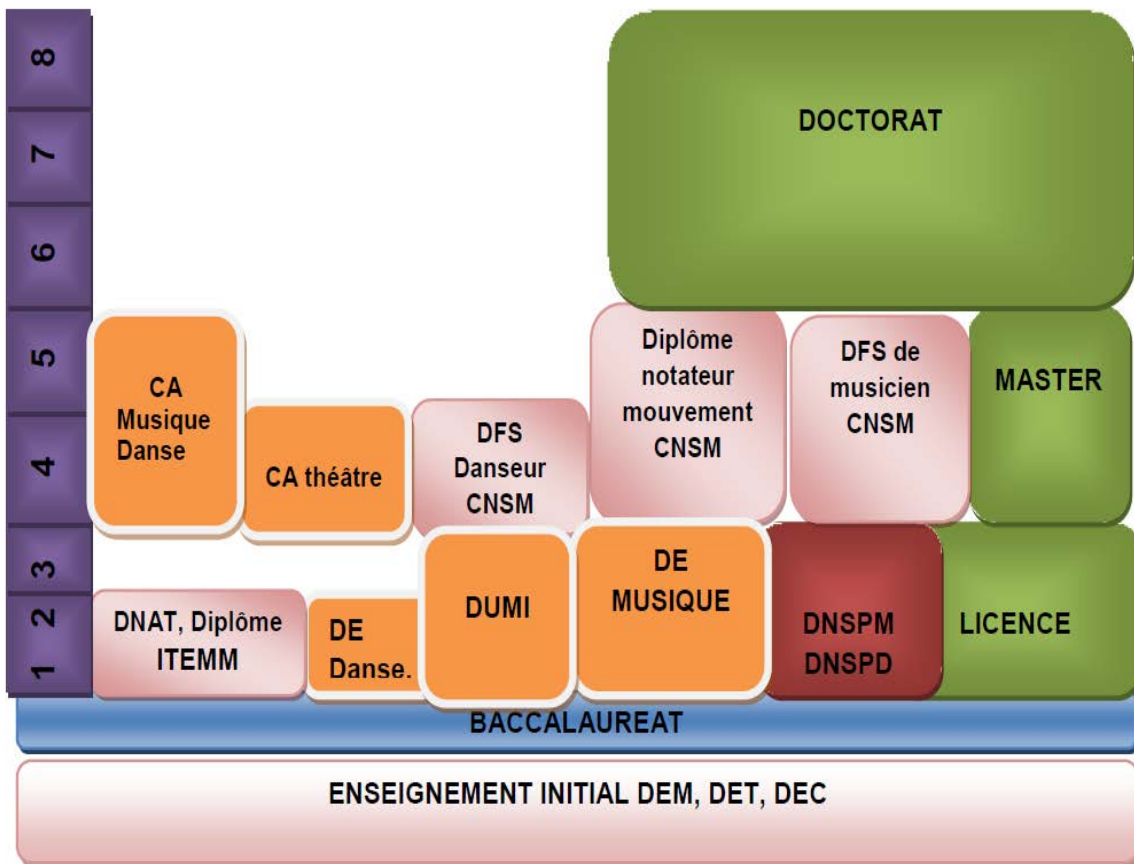 8
7
6
5
4
3
2
1
DOCTORAT
CA
Musique
Danse
CA théâtre
DFS
Danseur
CNSM
Diplôme
notateur
mouvement
CNSM
DFS de
musicien
CNSM
MASTER
DNAT, Diplôme
ITEMM
DE
Danse.
DUMI
DE
MUSIQUE
DNSPM
DNSPD
LICENCE
BACCALAUREAT
ENSEIGNEMENT INITIAL DEM, DET, DEC